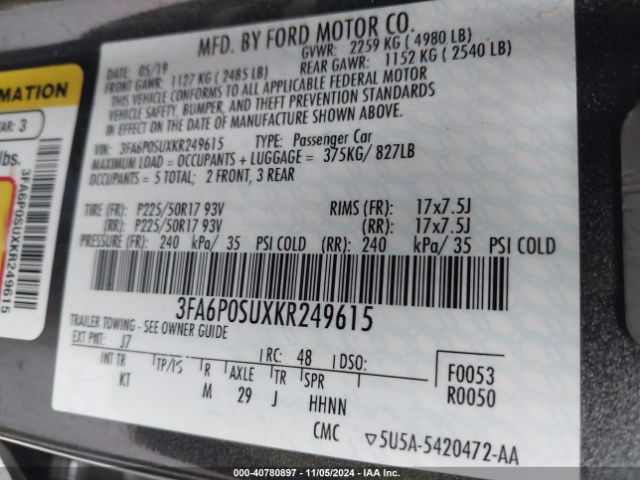 MFD. BY FORD MOTOR CO.
DATE: 05/19
GVWR: 2259 KG ( 4980 LB)
FRONT GAWR: 1127 KG ( 2485 LB)
REAR GAWR: 1152 KG ( 2540 LB)
THIS VEHICLE CONFORMS TO ALL APPLICABLE FEDERAL MOTOR
VEHICLE SAFETY, BUMPER, AND THEFT PREVENTION STANDARDS
IN EFFECT ON THE DATE OF MANUFACTURE SHOWN ABOVE.
VIN: 3FA6P0SUXKR249615 TYPE: Passenger Car
MAXIMUM LOAD = OCCUPANTS + LUGGAGE = 375KG/ 827LB
OCCUPANTS = 5 TOTAL; 2 FRONT, 3 REAR
TIRE (FR): P225/50R17 93V RIMS (FR): 17x7.5J
(RR): P225/50R17 93V (RR): 17x7.5J
PRESSURE (FR): 240 kPa/ 35 PSI COLD (RR): 240 kPa/ 35 PSI COLD
3FA6P0SUXKR249615
TRAILER TOWING - SEE OWNER GUIDE
EXT PNT: J7 RC: 48 DSO:
INT TR TP/PS R AXLE TR SPR
KT M 29 J HHNN
F0053
R0050
CMC ▽5U5A-5420472-AA
RMATION
EAR: 3
lbs.
3FA6P0SUXKR249615
000-40780897 - 11/05/2024 - IAA Inc.